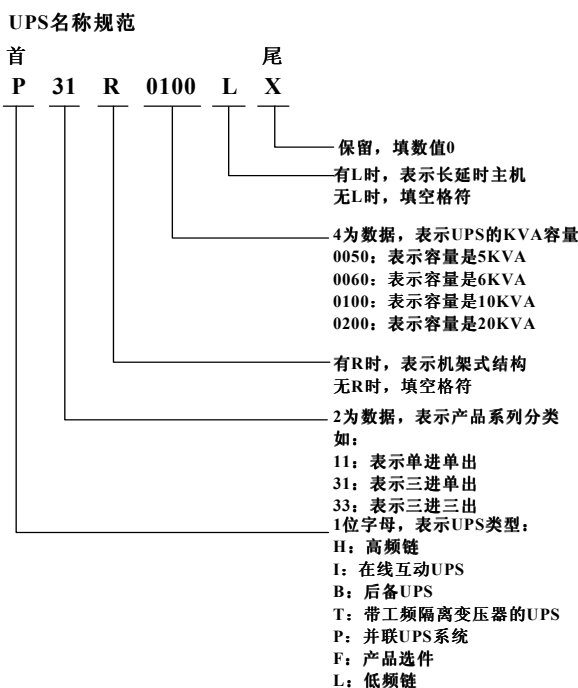 UPS名称规范
首 尾
P 31 R 0100 L X
保留，填数值0
有L时，表示长延时主机
无L时，填空格符
4为数据，表示UPS的KVA容量
0050：表示容量是5KVA
0060：表示容量是6KVA
0100：表示容量是10KVA
0200：表示容量是20KVA
有R时，表示机架式结构
无R时，填空格符
2为数据，表示产品系列分类
如：
11：表示单进单出
31：表示三进单出
33：表示三进三出
1位字母，表示UPS类型：
H：高频链
I：在线互动UPS
B：后备UPS
T：带工频隔离变压器的UPS
P：并联UPS系统
F：产品选件
L：低频链